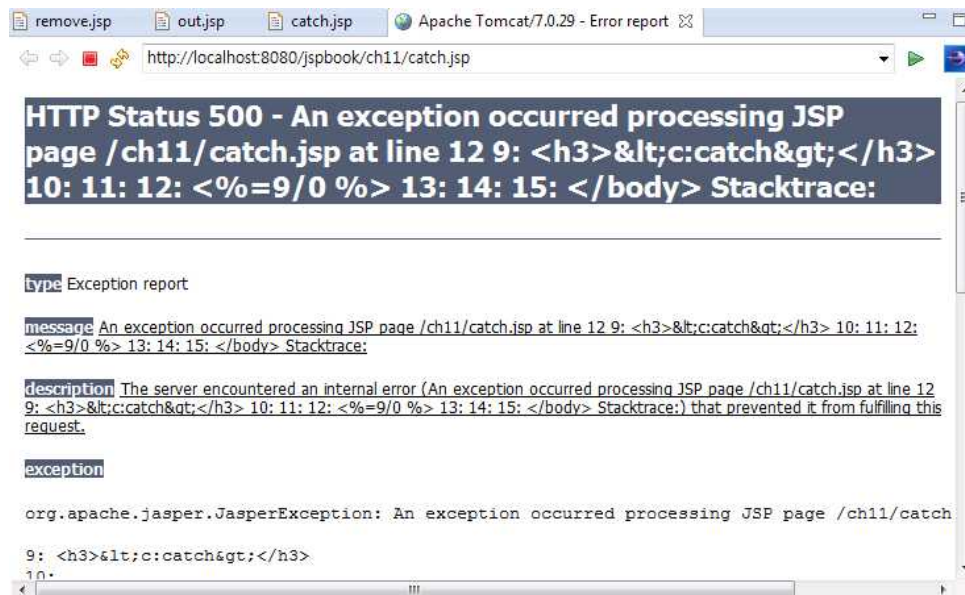 remove.jsp out.jsp catch.jsp Apache Tomcat/7.0.29 - Error report
http://localhost:8080/jspbook/ch11/catch.jsp
HTTP Status 500 - An exception occurred processing JSP
page /ch11/catch.jsp at line 12 9: <h3>&lt;c:catch&gt;</h3>
10: 11: 12: <%=9/0 %> 13: 14: 15: </body> Stacktrace:
type Exception report
message An exception occurred processing JSP page /ch11/catch.jsp at line 12 9: <h3>&lt;c:catch&gt;</h3> 10: 11: 12:
<%=9/0 %> 13: 14: 15: </body> Stacktrace:
description The server encountered an internal error (An exception occurred processing JSP page /ch11/catch.jsp at line 12
9: <h3>&lt;c:catch&gt;</h3> 10: 11: 12: <%=9/0 %> 13: 14: 15: </body> Stacktrace:) that prevented it from fulfilling this
request.
exception
org.apache.jasper.JasperException: An exception occurred processing JSP page /ch11/catch
9: <h3>&lt;c:catch&gt;</h3>
10: